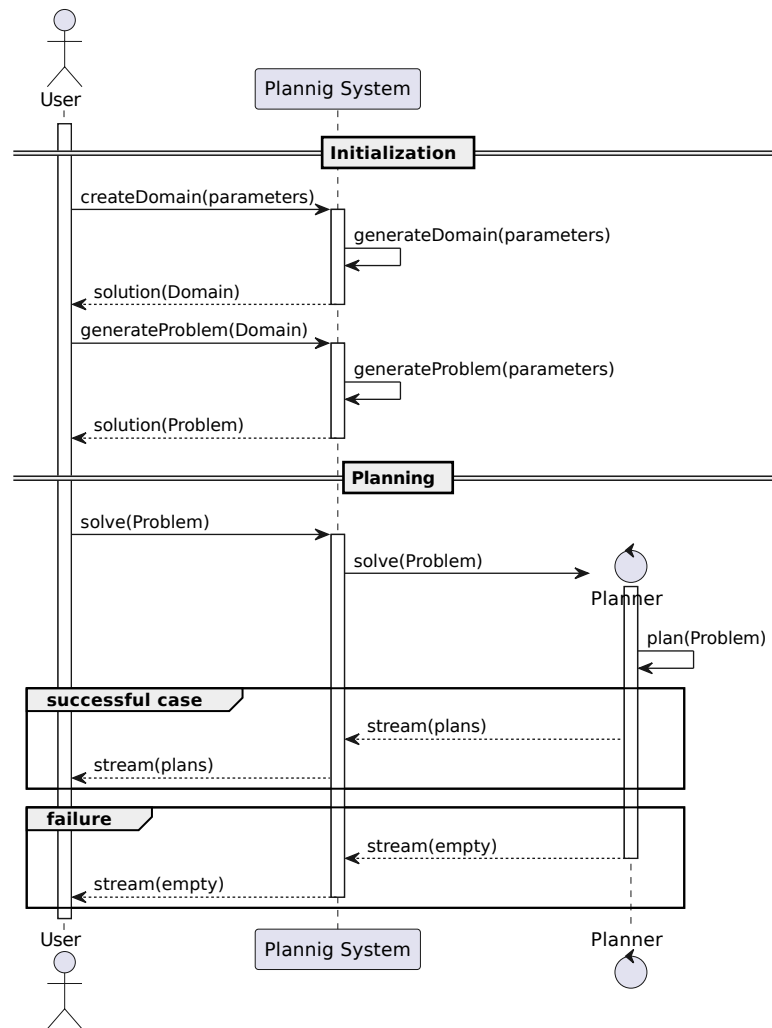 User
Plannig System
Initialization
createDomain(parameters)
generateDomain(parameters)
solution(Domain)
generateProblem(Domain)
generateProblem(parameters)
solution(Problem)
Planning
solve(Problem)
solve(Problem)
Planner
plan(Problem)
successful case
stream(plans)
stream(plans)
failure
stream(empty)
stream(empty)
User
Plannig System
Planner